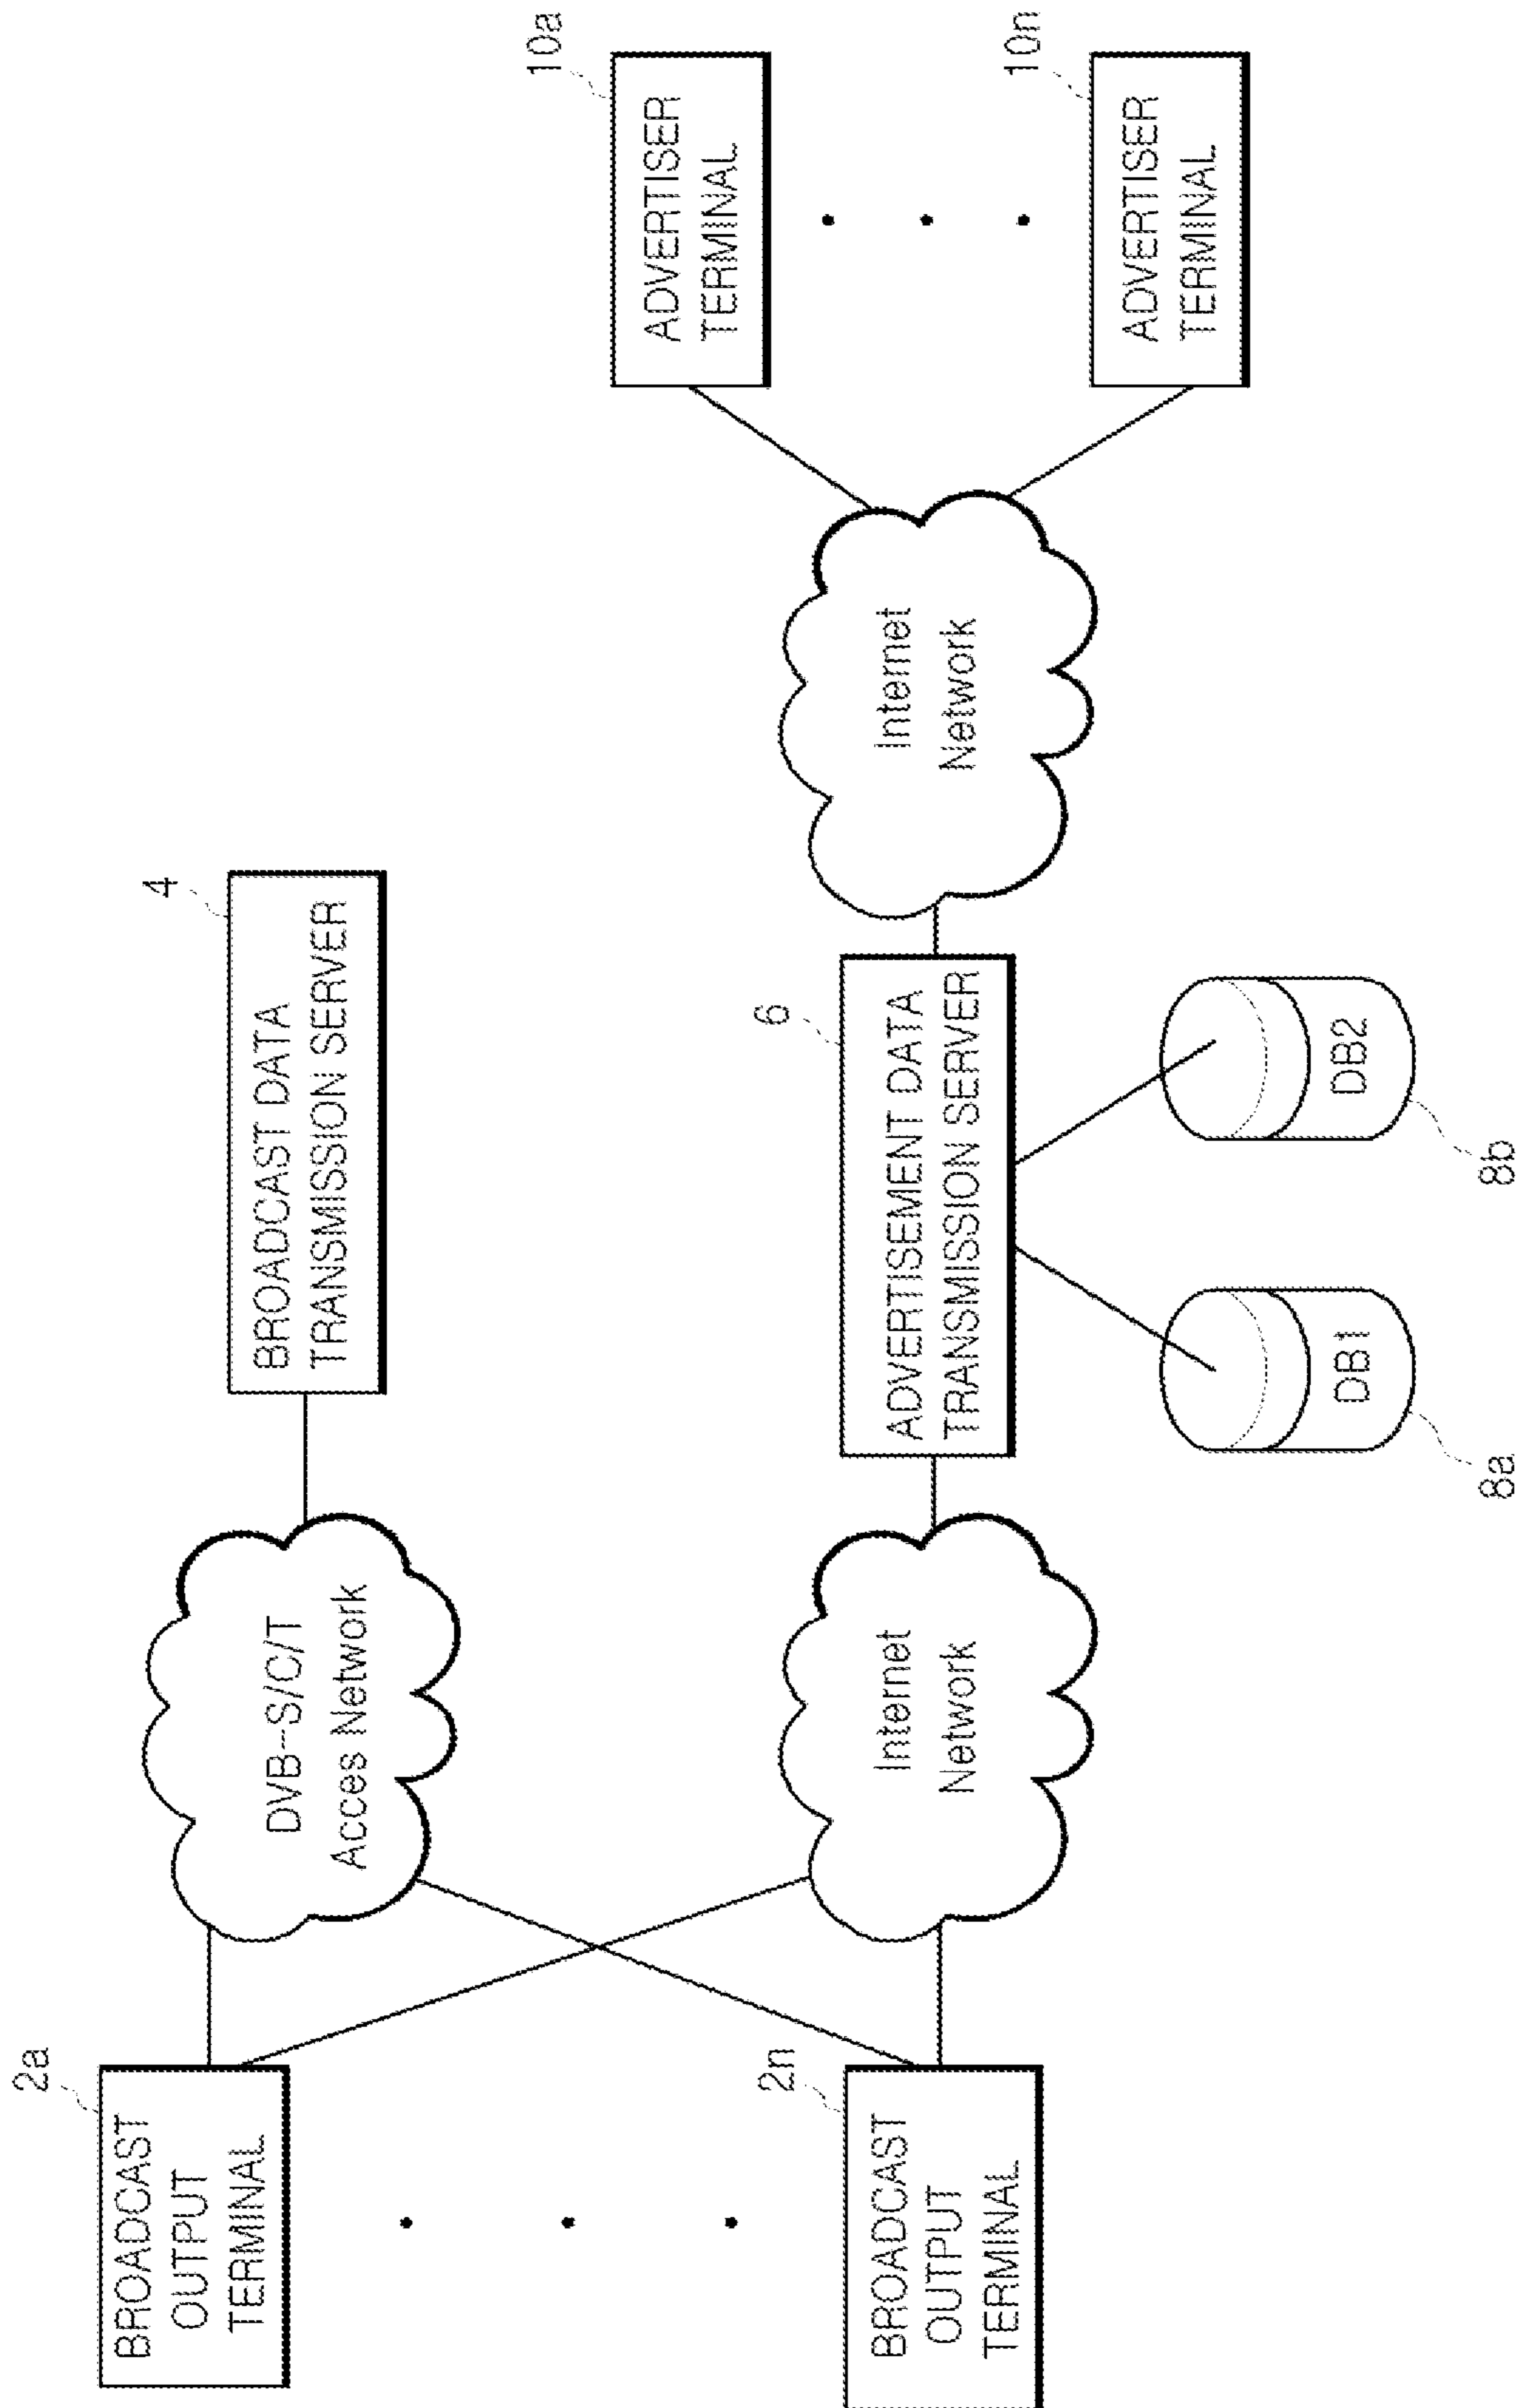 2a
BROADCAST
OUTPUT
TERMINAL
DVB-S/C/T
Acces Network
4
BROADCAST DATA
TRANSMISSION SERVER
2n
BROADCAST
OUTPUT
TERMINAL
Internet
Network
6
ADVERTISEMENT DATA
TRANSMISSION SERVER
8a
DB1
8b
DB2
Internet
Network
10a
ADVERTISER
TERMINAL
10n
ADVERTISER
TERMINAL